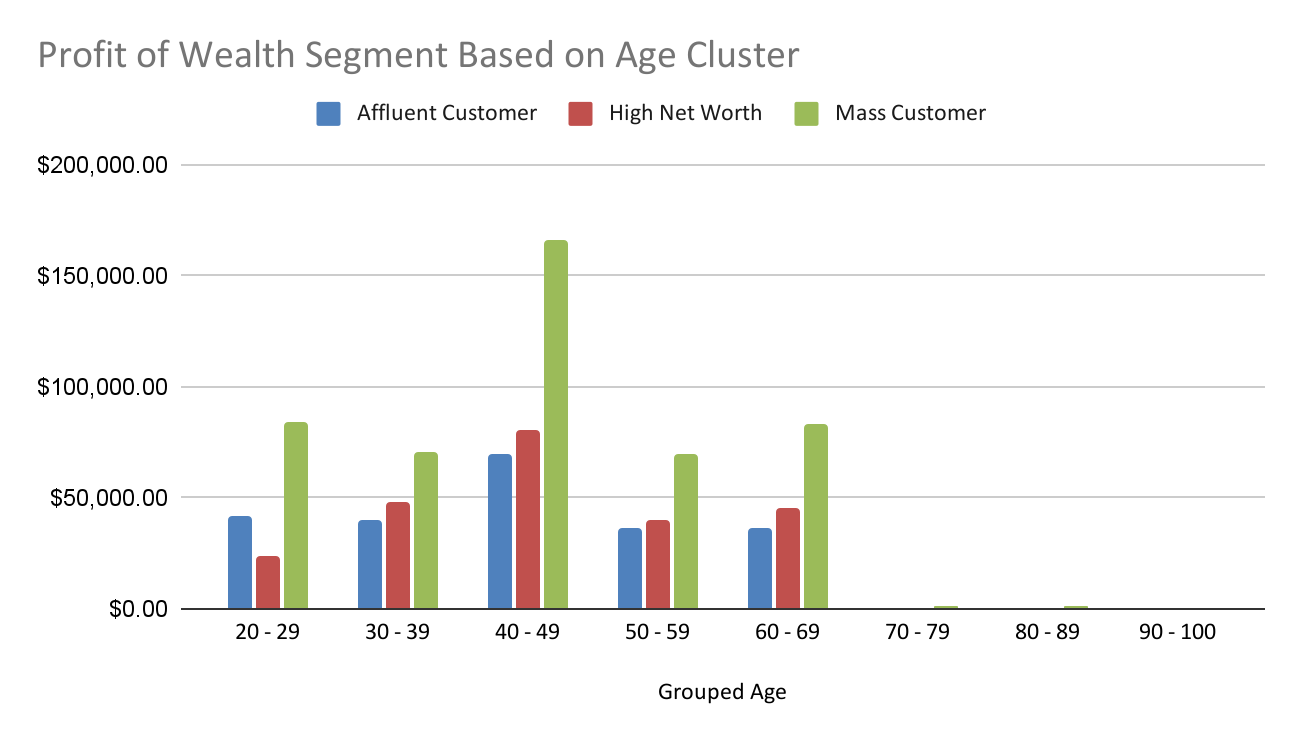 Profit of Wealth Segment Based on Age Cluster
Affluent Customer High Net Worth Mass Customer
$200,000.00
$150,000.00
$100,000.00
$50,000.00
$0.00
20 - 29 30 - 39 40 - 49 50 - 59 60 - 69 70 - 79 80 - 89 90 - 100
Grouped Age